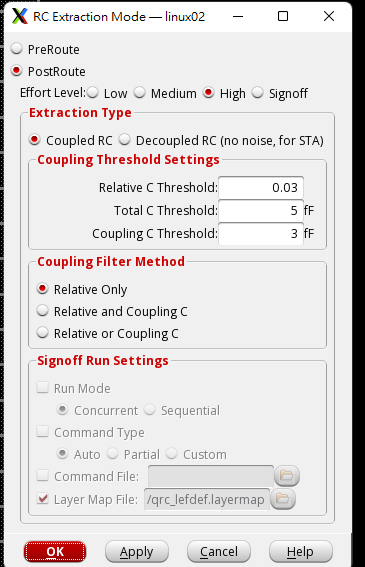 RC Extraction Mode — linux02
PreRoute
PostRoute
Effort Level: Low Medium High Signoff
Extraction Type
Coupled RC Decoupled RC (no noise, for STA)
Coupling Threshold Settings
Relative C Threshold: 0.03
Total C Threshold: 5 fF
Coupling C Threshold: 3 fF
Coupling Filter Method
Relative Only
Relative and Coupling C
Relative or Coupling C
Signoff Run Settings
Run Mode
Concurrent Sequential
Command Type
Auto Partial Custom
Command File:
Layer Map File: /qrc_lefdef.layermap
OK Apply Cancel Help